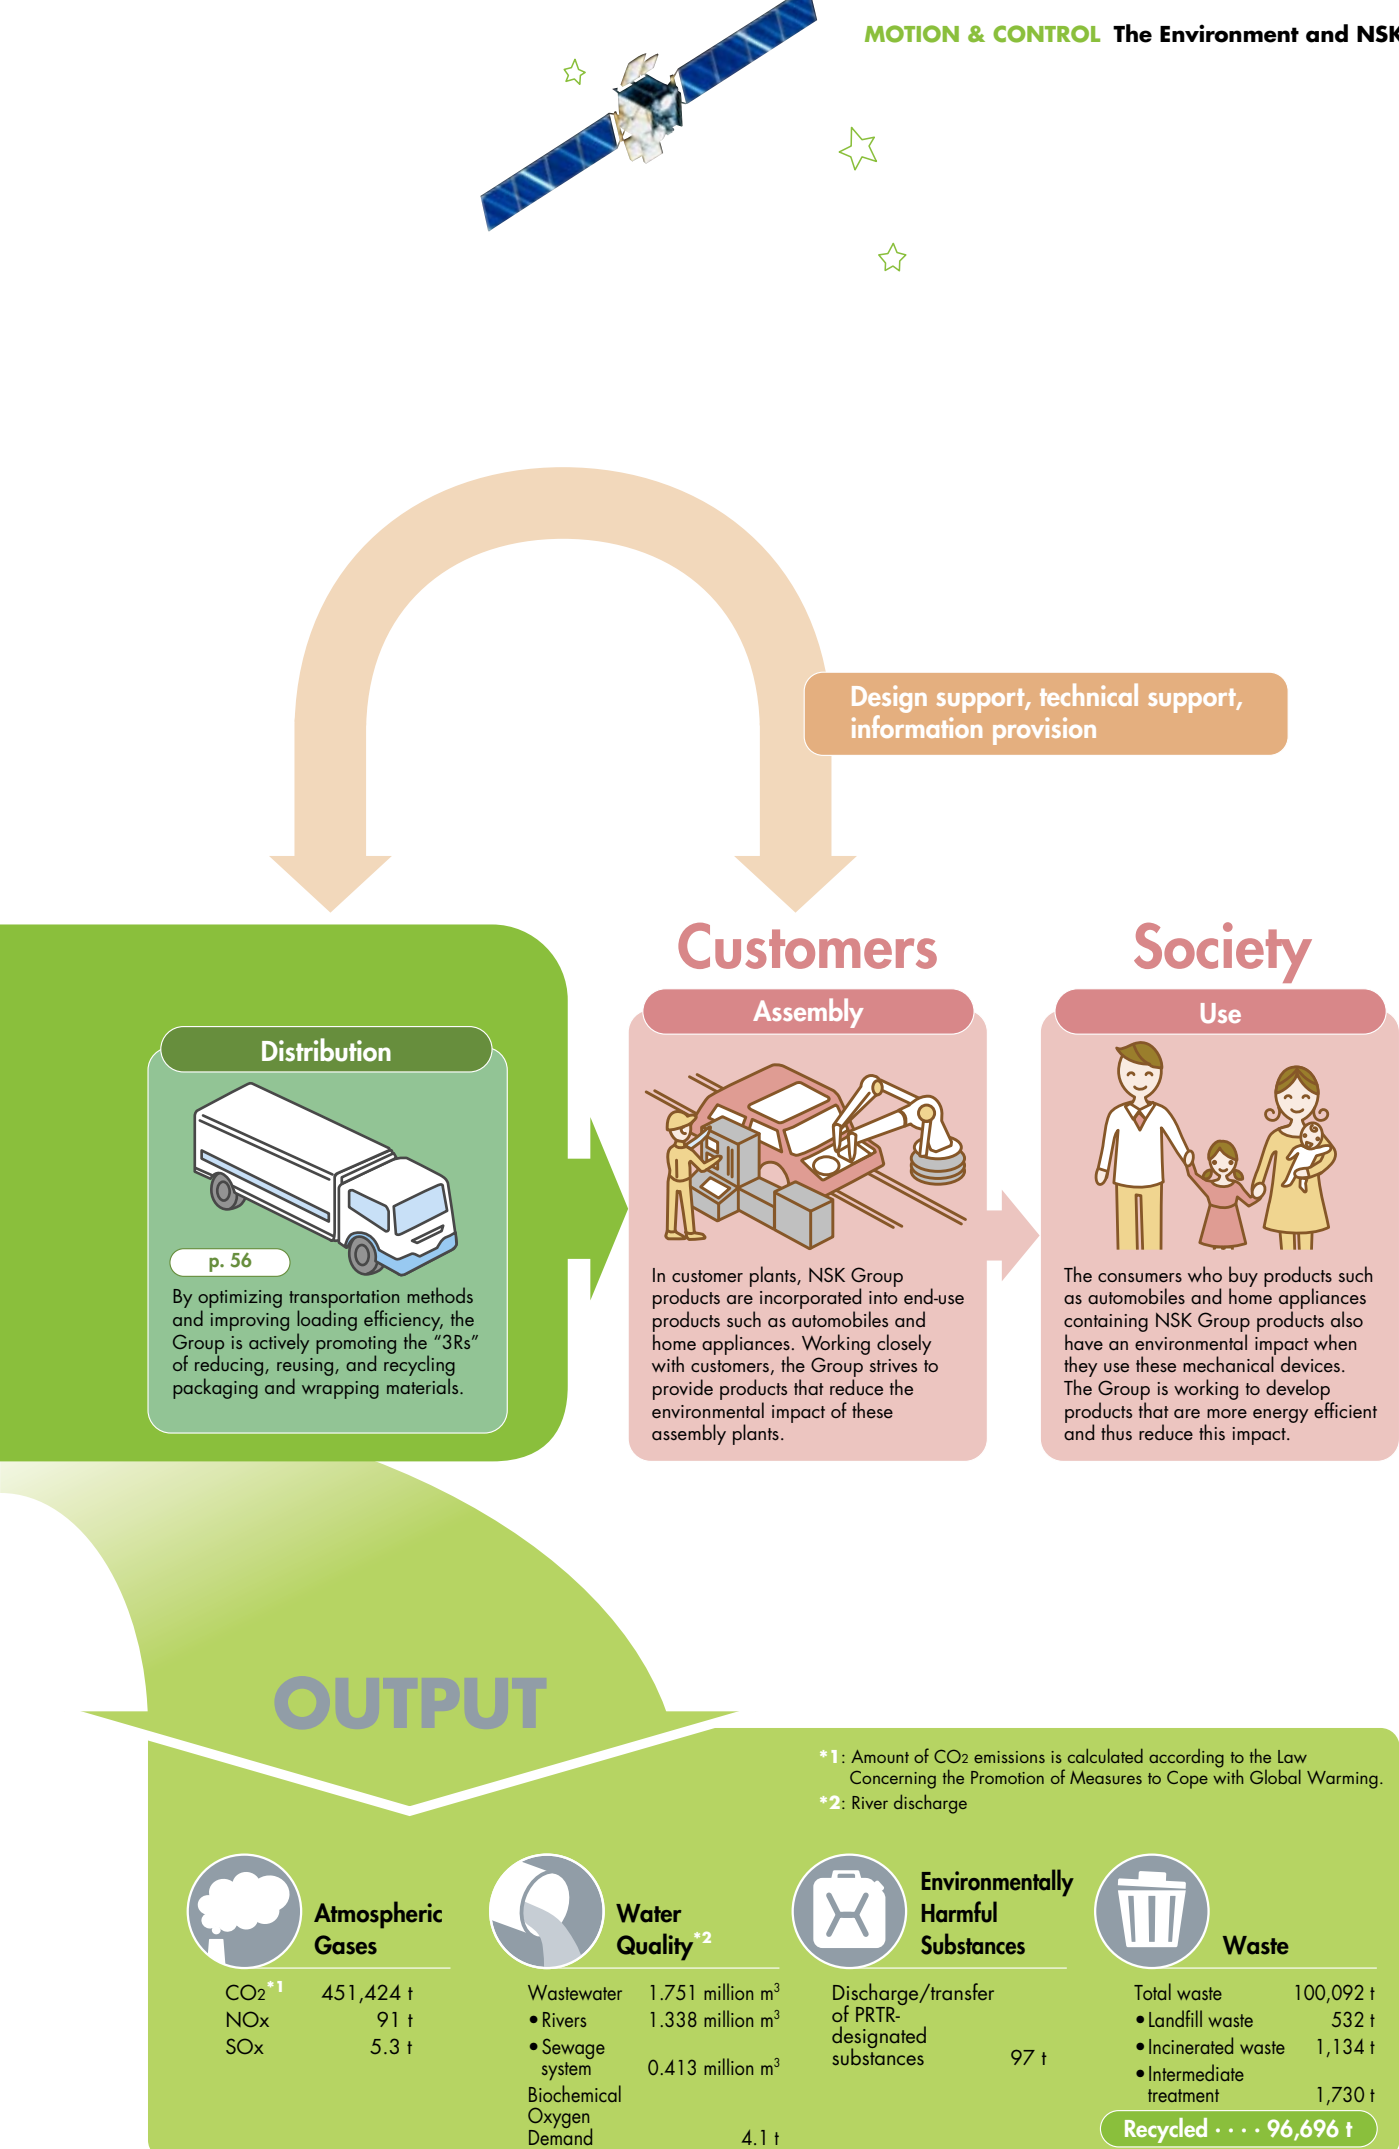 MOTION & CONTROL The Environment and NSK
Design support, technical support,
information provision
Customers
Society
Distribution
p. 56
By optimizing transportation methods
and improving loading efficiency, the
Group is actively promoting the “3Rs”
of reducing, reusing, and recycling
packaging and wrapping materials.
Assembly
In customer plants, NSK Group
products are incorporated into end-use
products such as automobiles and
home appliances. Working closely
with customers, the Group strives to
provide products that reduce the
environmental impact of these
assembly plants.
Use
The consumers who buy products such
as automobiles and home appliances
containing NSK Group products also
have an environmental impact when
they use these mechanical devices.
The Group is working to develop
products that are more energy efficient
and thus reduce this impact.
OUTPUT
*1: Amount of CO2 emissions is calculated according to the Law
Concerning the Promotion of Measures to Cope with Global Warming.
*2: River discharge
Atmospheric
Gases
CO2*1 451,424 t
NOx 91 t
SOx 5.3 t
Water
Quality*2
Wastewater 1.751 million m3
• Rivers 1.338 million m3
• Sewage
system 0.413 million m3
Biochemical
Oxygen
Demand 4.1 t
Environmentally
Harmful
Substances
Discharge/transfer
of PRTR-
designated
substances 97 t
Waste
Total waste 100,092 t
• Landfill waste 532 t
• Incinerated waste 1,134 t
• Intermediate
treatment 1,730 t
Recycled · · · · 96,696 t